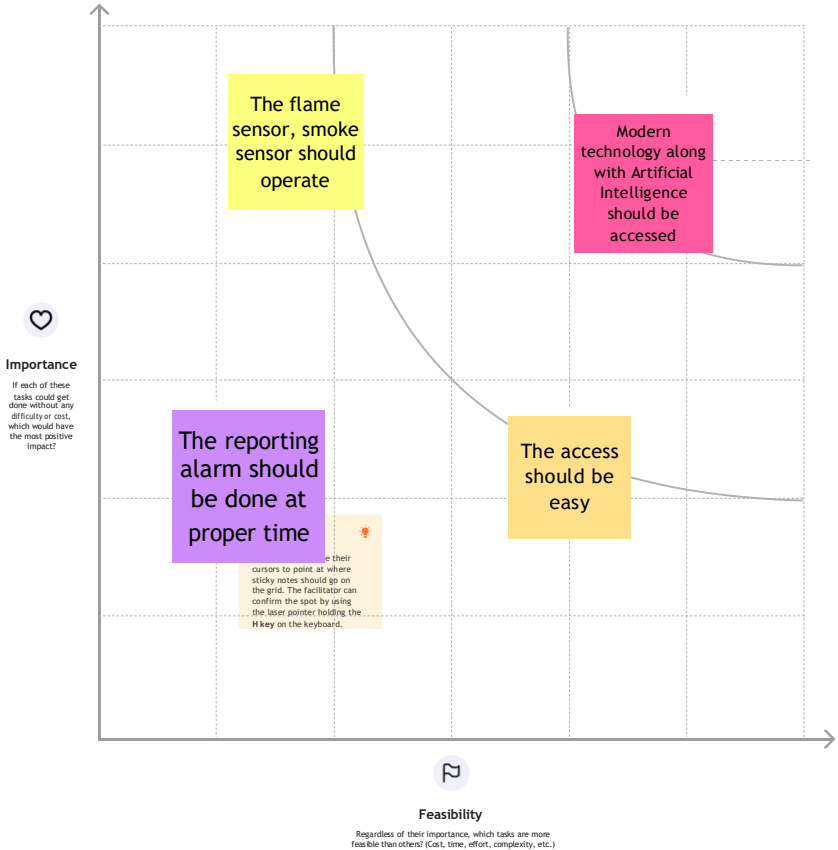 The flame
sensor, smoke
sensor should
operate
Modern
technology along
with Artificial
Intelligence
should be
accessed
Importance
If each of these
tasks could get
done without any
difficulty or cost,
which would have
the most positive
impact?
The reporting
alarm should
be done at
proper time
The access
should be
easy
their
cursors to point at where
sticky notes should go on
the grid. The facilitator can
confirm the spot by using
the laser pointer holding the
H key on the keyboard.
Feasibility
Regardless of their importance, which tasks are more
feasible than others? (Cost, time, effort, complexity, etc.)